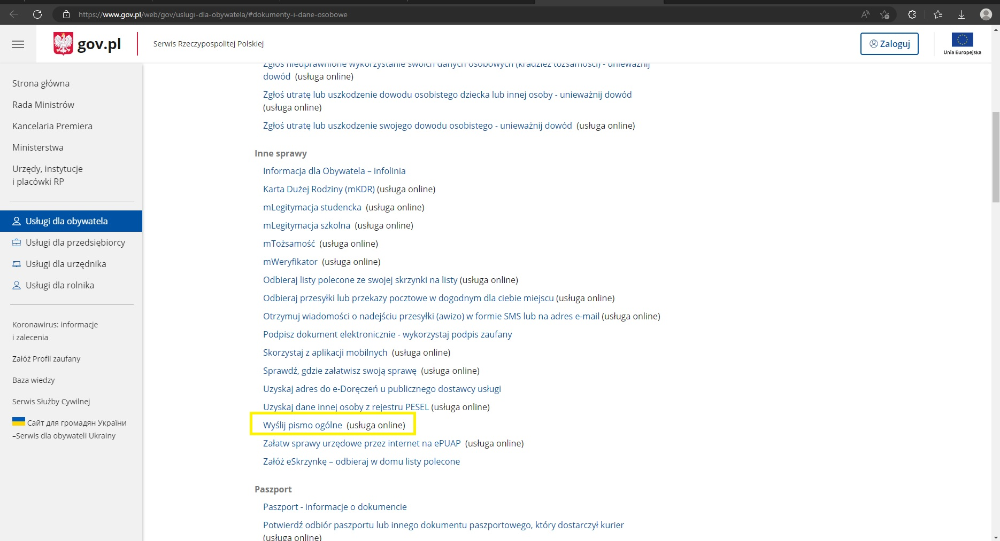 https://www.gov.pl/web/gov/uslugi-dla-obywatela/#dokumenty-i-dane-osobowe
gov.pl
Serwis Rzeczypospolitej Polskiej
Zaloguj
Unia Europejska
Strona główna
Rada Ministrów
Kancelaria Premiera
Ministerstwa
Urzędy, instytucje
i placówki RP
Usługi dla obywatela
Usługi dla przedsiębiorcy
Usługi dla urzędnika
Usługi dla rolnika
Koronawirus: informacje
i zalecenia
Załóż Profil zaufany
Baza wiedzy
Serwis Służby Cywilnej
Сайт для громадян України
–Serwis dla obywateli Ukrainy
Zgłoś nieuprawnione wykorzystanie swoich danych osobowych (kradzież tożsamości) - unieważnij
dowód (usługa online)
Zgłoś utratę lub uszkodzenie dowodu osobistego dziecka lub innej osoby - unieważnij dowód
(usługa online)
Zgłoś utratę lub uszkodzenie swojego dowodu osobistego - unieważnij dowód (usługa online)
Inne sprawy
Informacja dla Obywatela – infolinia
Karta Dużej Rodziny (mKDR) (usługa online)
mLegitymacja studencka (usługa online)
mLegitymacja szkolna (usługa online)
mTożsamość (usługa online)
mWeryfikator (usługa online)
Odbieraj listy polecone ze swojej skrzynki na listy (usługa online)
Odbieraj przesyłki lub przekazy pocztowe w dogodnym dla ciebie miejscu (usługa online)
Otrzymuj wiadomości o nadejściu przesyłki (awizo) w formie SMS lub na adres e-mail (usługa online)
Podpisz dokument elektronicznie - wykorzystaj podpis zaufany
Skorzystaj z aplikacji mobilnych (usługa online)
Sprawdź, gdzie załatwisz swoją sprawę (usługa online)
Uzyskaj adres do e-Doręczeń u publicznego dostawcy usługi
Uzyskaj dane innej osoby z rejestru PESEL (usługa online)
Wyślij pismo ogólne (usługa online)
Załatw sprawy urzędowe przez internet na ePUAP (usługa online)
Załóż eSkrzynkę – odbieraj w domu listy polecone
Paszport
Paszport - informacje o dokumencie
Potwierdź odbiór paszportu lub innego dokumentu paszportowego, który dostarczył kurier
(usługa online)